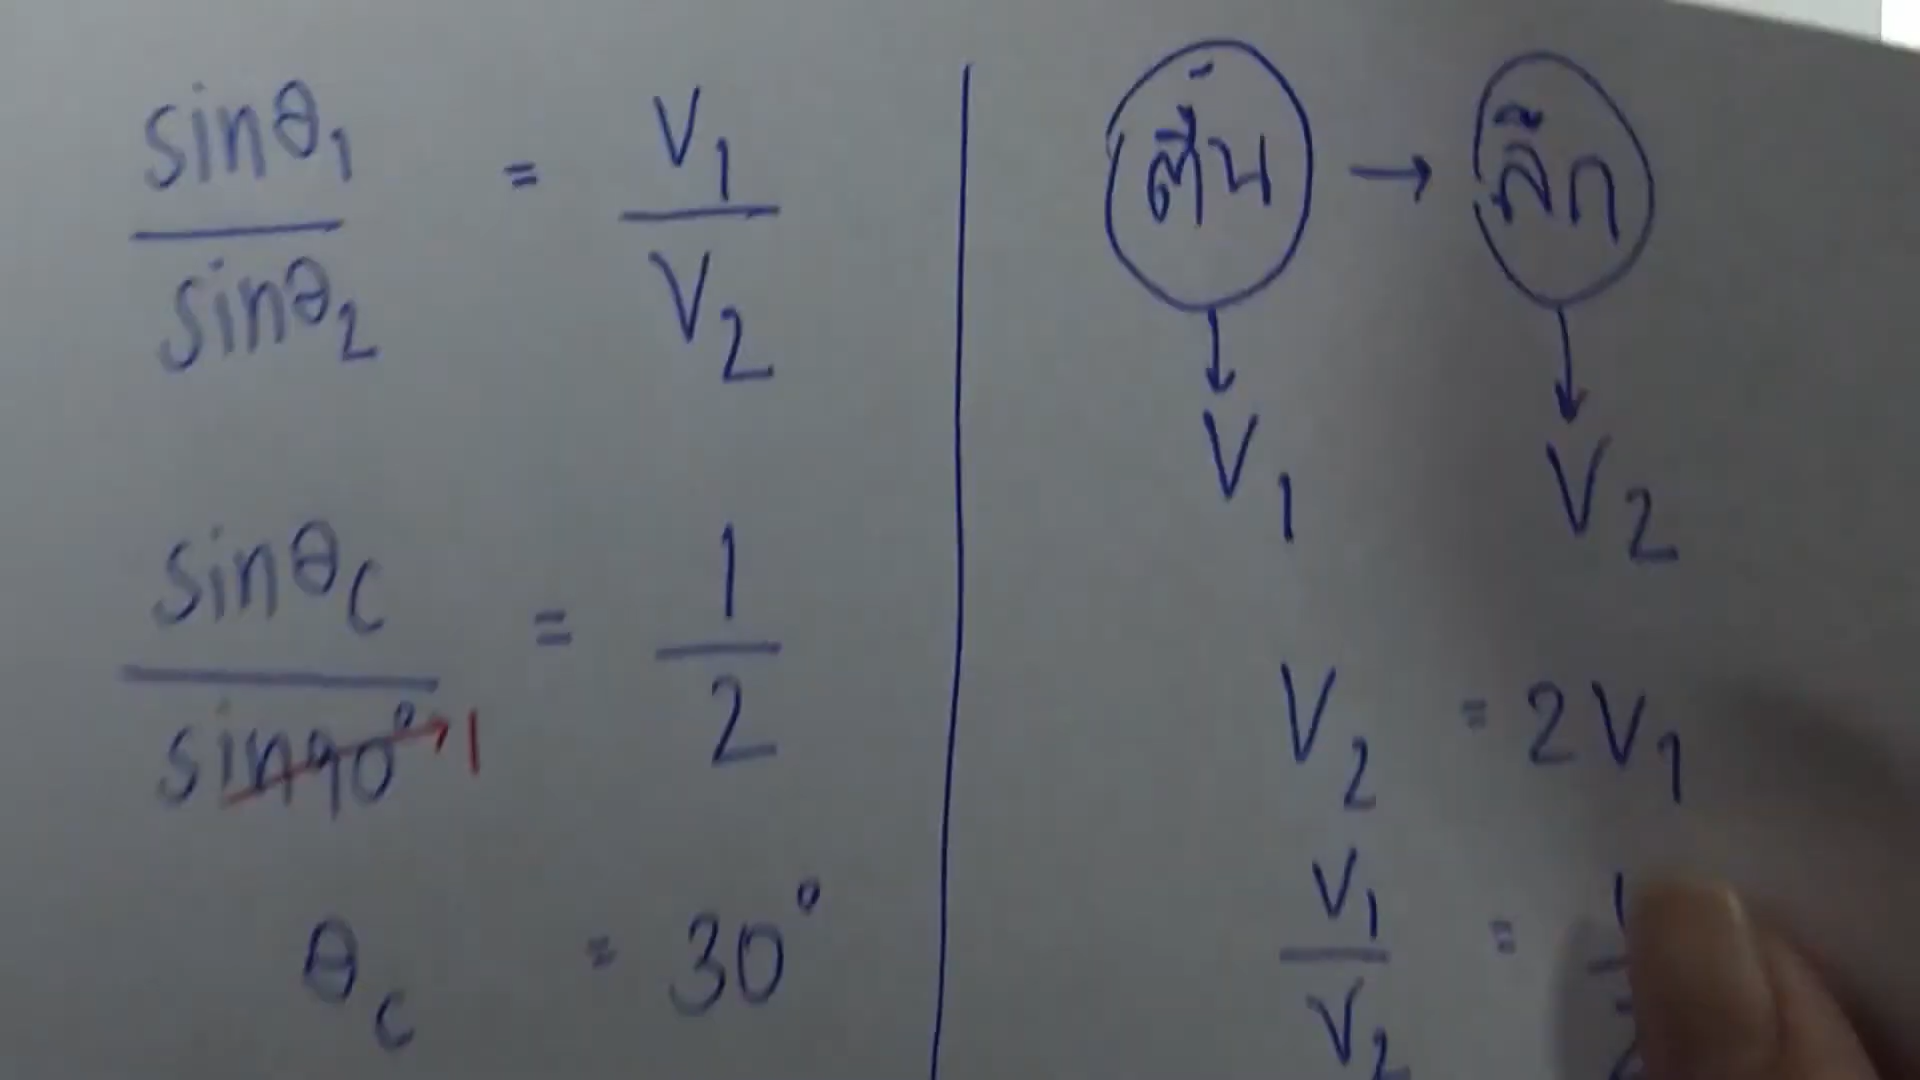 sinθ₁ / sinθ₂ = V₁ / V₂
sinθc / sin90° → 1 = 1 / 2
θc = 30°
ตื้น → ลึก
V₁ V₂
V₂ = 2V₁
V₁ / V₂ = 1